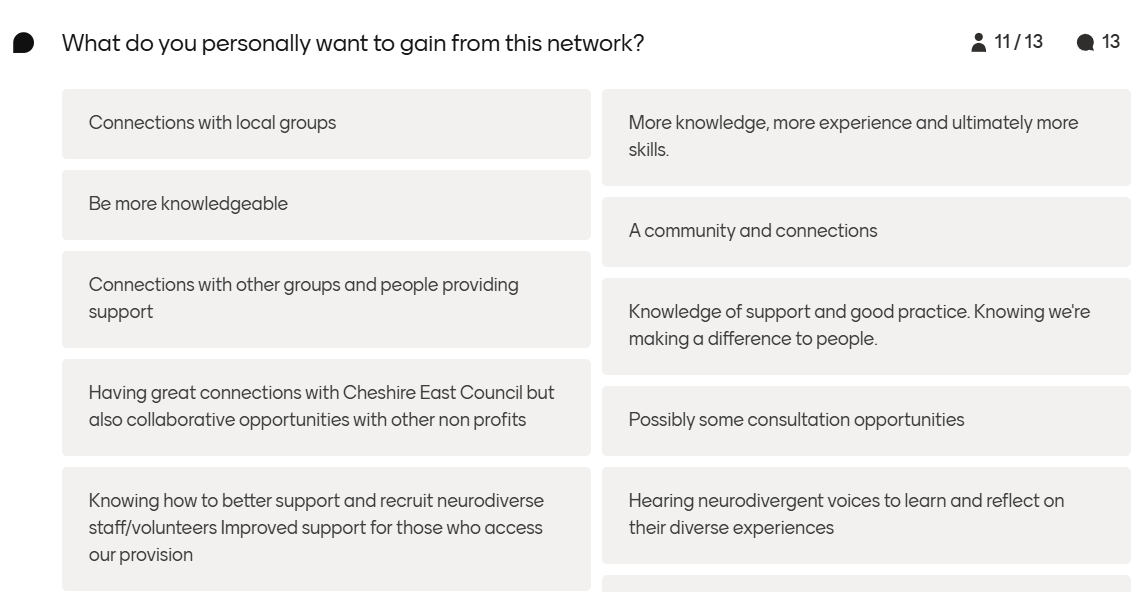 What do you personally want to gain from this network?
11 / 13
13
Connections with local groups
Be more knowledgeable
Connections with other groups and people providing
support
Having great connections with Cheshire East Council but
also collaborative opportunities with other non profits
Knowing how to better support and recruit neurodiverse
staff/volunteers Improved support for those who access
our provision
More knowledge, more experience and ultimately more
skills.
A community and connections
Knowledge of support and good practice. Knowing we're
making a difference to people.
Possibly some consultation opportunities
Hearing neurodivergent voices to learn and reflect on
their diverse experiences